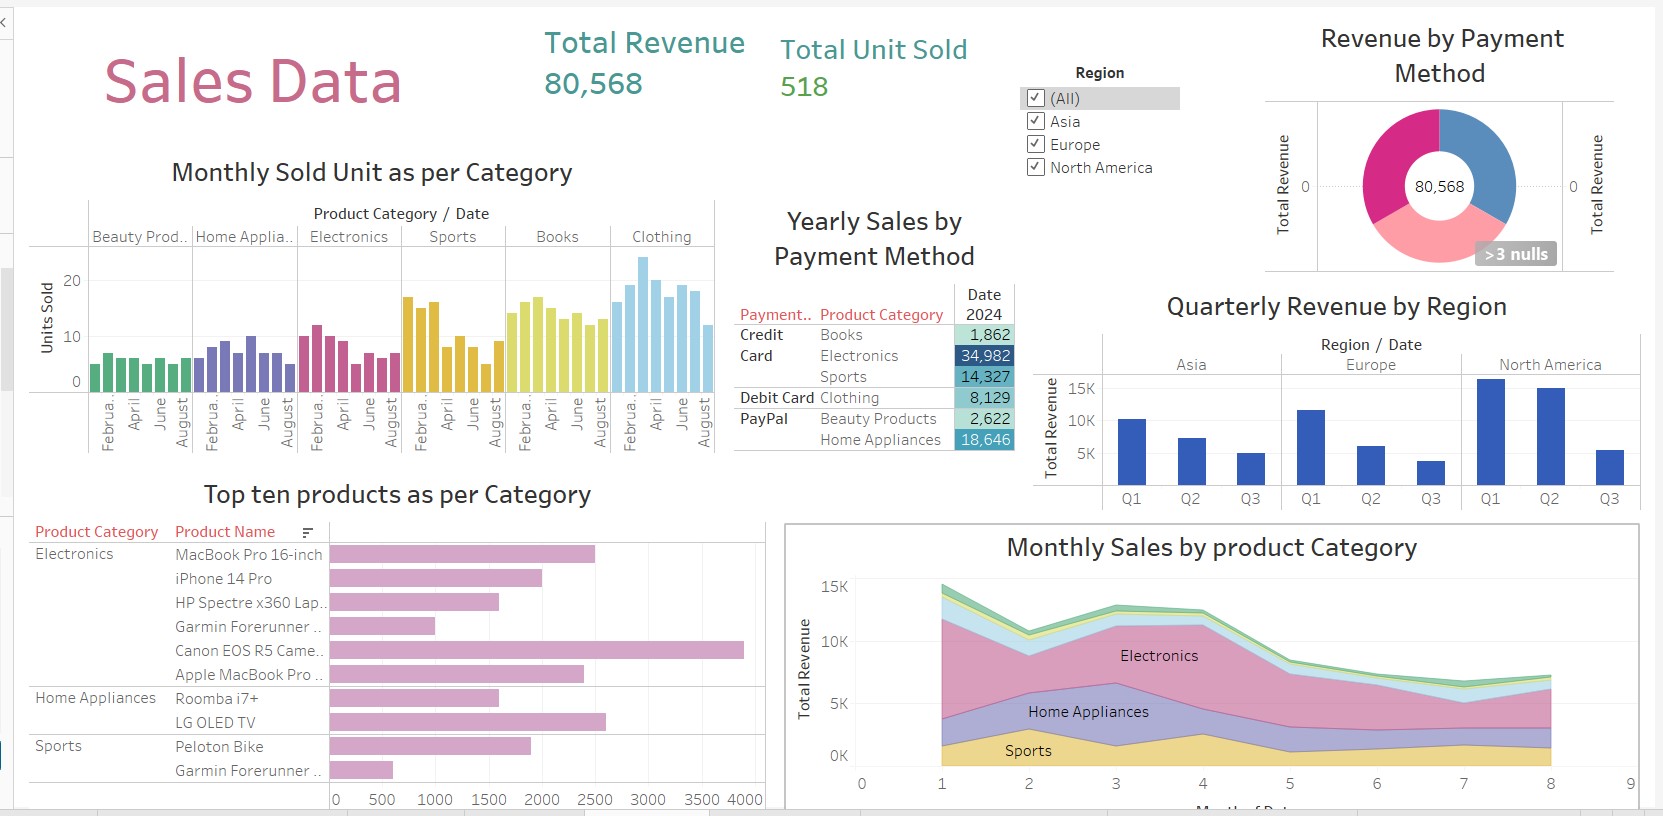 Sales Data
Total Revenue
80,568
Total Unit Sold
518
Region
(All)
Asia
Europe
North America
Revenue by Payment
Method
Total Revenue
0
80,568
0
Total Revenue
>3 nulls
Monthly Sold Unit as per Category
Product Category / Date
Beauty Prod.. Home Applia.. Electronics Sports Books Clothing
Units Sold
20
10
0
Februa.. April June August Februa.. April June August Februa.. April June August Februa.. April June August Februa.. April June August Februa.. April June August
Yearly Sales by
Payment Method
Date
Payment.. Product Category 2024
Credit Books 1,862
Card Electronics 34,982
Sports 14,327
Debit Card Clothing 8,129
PayPal Beauty Products 2,622
Home Appliances 18,646
Quarterly Revenue by Region
Region / Date
Asia Europe North America
Total Revenue
15K
10K
5K
Q1 Q2 Q3 Q1 Q2 Q3 Q1 Q2 Q3
Top ten products as per Category
Product Category Product Name
Electronics MacBook Pro 16-inch
iPhone 14 Pro
HP Spectre x360 Lap..
Garmin Forerunner ..
Canon EOS R5 Came..
Apple MacBook Pro ..
Home Appliances Roomba i7+
LG OLED TV
Sports Peloton Bike
Garmin Forerunner ..
0 500 1000 1500 2000 2500 3000 3500 4000
Monthly Sales by product Category
Total Revenue
15K
10K
5K
0K
Electronics
Home Appliances
Sports
0 1 2 3 4 5 6 7 8 9